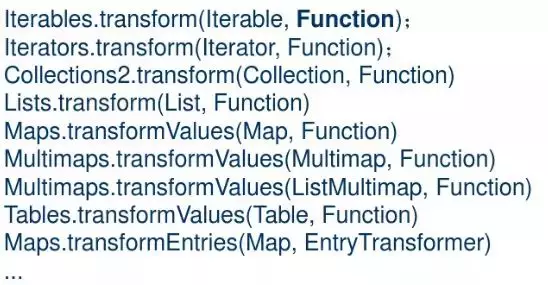 Iterables.transform(Iterable, Function)；
Iterators.transform(Iterator, Function)；
Collections2.transform(Collection, Function)
Lists.transform(List, Function)
Maps.transformValues(Map, Function)
Multimaps.transformValues(Multimap, Function)
Multimaps.transformValues(ListMultimap, Function)
Tables.transformValues(Table, Function)
Maps.transformEntries(Map, EntryTransformer)
...